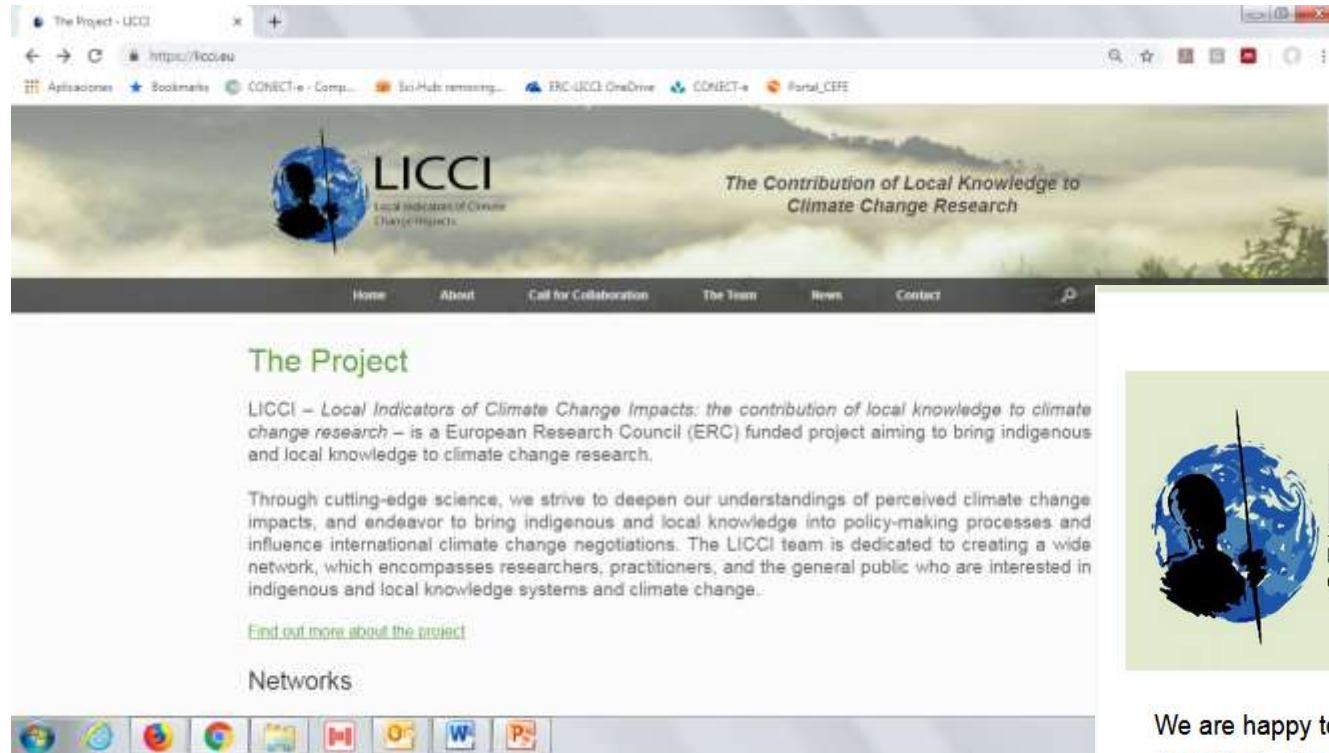 The Project - LICCI
https://licci.eu
Aplicaciones Bookmarks CONECT-e - Comp... Sci-Hub: removing... ERC-LICCI OneDrive CONECT-e Portal_CEFE
LICCI
Local Indicators of Climate
Change Impacts
The Contribution of Local Knowledge to
Climate Change Research
Home About Call for Collaboration The Team News Contact
The Project
LICCI – Local Indicators of Climate Change Impacts: the contribution of local knowledge to climate
change research – is a European Research Council (ERC) funded project aiming to bring indigenous
and local knowledge to climate change research.
Through cutting-edge science, we strive to deepen our understandings of perceived climate change
impacts, and endeavor to bring indigenous and local knowledge into policy-making processes and
influence international climate change negotiations. The LICCI team is dedicated to creating a wide
network, which encompasses researchers, practitioners, and the general public who are interested in
indigenous and local knowledge systems and climate change.
Find out more about the project
Networks
We are happy to